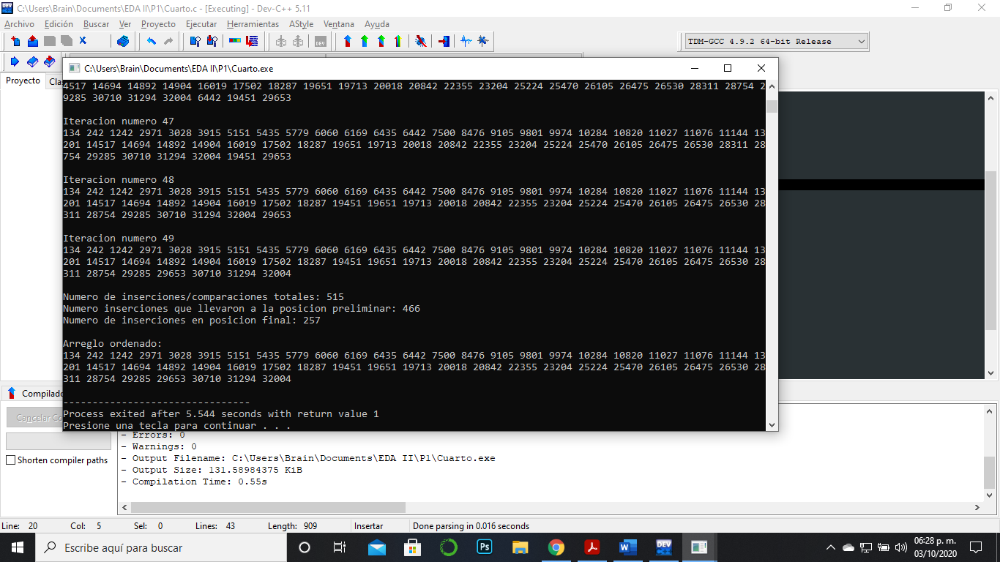 C:\Users\Brain\Documents\EDA II\P1\Cuarto.c - [Executing] - Dev-C++ 5.11
Archivo Edición Buscar Ver Proyecto Ejecutar Herramientas AStyle Ventana Ayuda
TDM-GCC 4.9.2 64-bit Release
Proyecto Cla
C:\Users\Brain\Documents\EDA II\P1\Cuarto.exe
4517 14694 14892 14904 16019 17502 18287 19651 19713 20018 20842 22355 23204 25224 25470 26105 26475 26530 28311 28754 2
9285 30710 31294 32004 6442 19451 29653
Iteracion numero 47
134 242 1242 2971 3028 3915 5151 5435 5779 6060 6169 6435 6442 7500 8476 9105 9801 9974 10284 10820 11027 11076 11144 13
201 14517 14694 14892 14904 16019 17502 18287 19651 19713 20018 20842 22355 23204 25224 25470 26105 26475 26530 28311 28
754 29285 30710 31294 32004 19451 29653
Iteracion numero 48
134 242 1242 2971 3028 3915 5151 5435 5779 6060 6169 6435 6442 7500 8476 9105 9801 9974 10284 10820 11027 11076 11144 13
201 14517 14694 14892 14904 16019 17502 18287 19451 19651 19713 20018 20842 22355 23204 25224 25470 26105 26475 26530 28
311 28754 29285 30710 31294 32004 29653
Iteracion numero 49
134 242 1242 2971 3028 3915 5151 5435 5779 6060 6169 6435 6442 7500 8476 9105 9801 9974 10284 10820 11027 11076 11144 13
201 14517 14694 14892 14904 16019 17502 18287 19451 19651 19713 20018 20842 22355 23204 25224 25470 26105 26475 26530 28
311 28754 29285 29653 30710 31294 32004
Numero de inserciones/comparaciones totales: 515
Numero inserciones que llevaron a la posicion preliminar: 466
Numero de inserciones en posicion final: 257
Arreglo ordenado:
134 242 1242 2971 3028 3915 5151 5435 5779 6060 6169 6435 6442 7500 8476 9105 9801 9974 10284 10820 11027 11076 11144 13
201 14517 14694 14892 14904 16019 17502 18287 19451 19651 19713 20018 20842 22355 23204 25224 25470 26105 26475 26530 28
311 28754 29285 29653 30710 31294 32004
--------------------------------
Process exited after 5.544 seconds with return value 1
Presione una tecla para continuar . . .
Compilado
Cancelar Co
Shorten compiler paths
- Errors: 0
- Warnings: 0
- Output Filename: C:\Users\Brain\Documents\EDA II\P1\Cuarto.exe
- Output Size: 131.58984375 KiB
- Compilation Time: 0.55s
Line: 20 Col: 5 Sel: 0 Lines: 43 Length: 909 Insertar Done parsing in 0.016 seconds
Escribe aquí para buscar
06:28 p. m.
03/10/2020